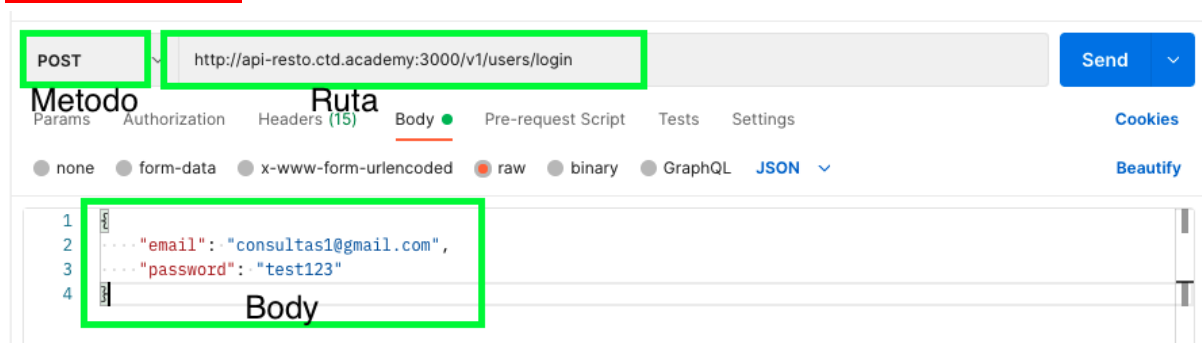 POST http://api-resto.ctd.academy:3000/v1/users/login Send
Metodo Ruta
Params Authorization Headers (15) Body Pre-request Script Tests Settings Cookies
none form-data x-www-form-urlencoded raw binary GraphQL JSON Beautify
1 {
2 "email": "consultas1@gmail.com",
3 "password": "test123"
4 }
Body